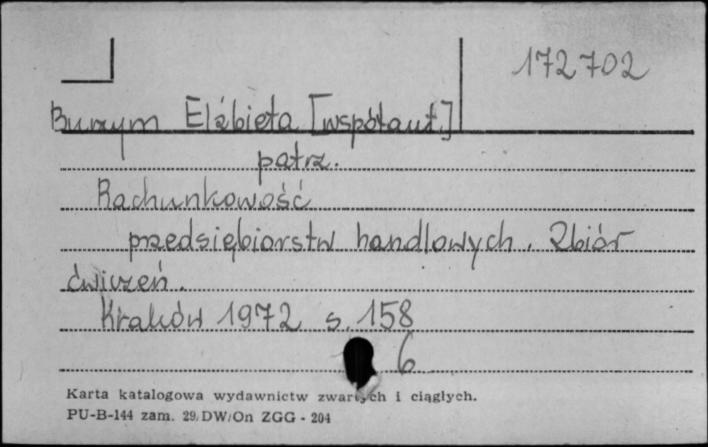 172702
Burzym Elżbieta [współaut.]
patrz.
Rachunkowość
przedsiębiorstw handlowych. Zbiór
ćwiczeń.
Kraków 1972 s. 158
6
Karta katalogowa wydawnictw zwartych i ciągłych.
PU-B-144 zam. 29/DW/On ZGG - 204